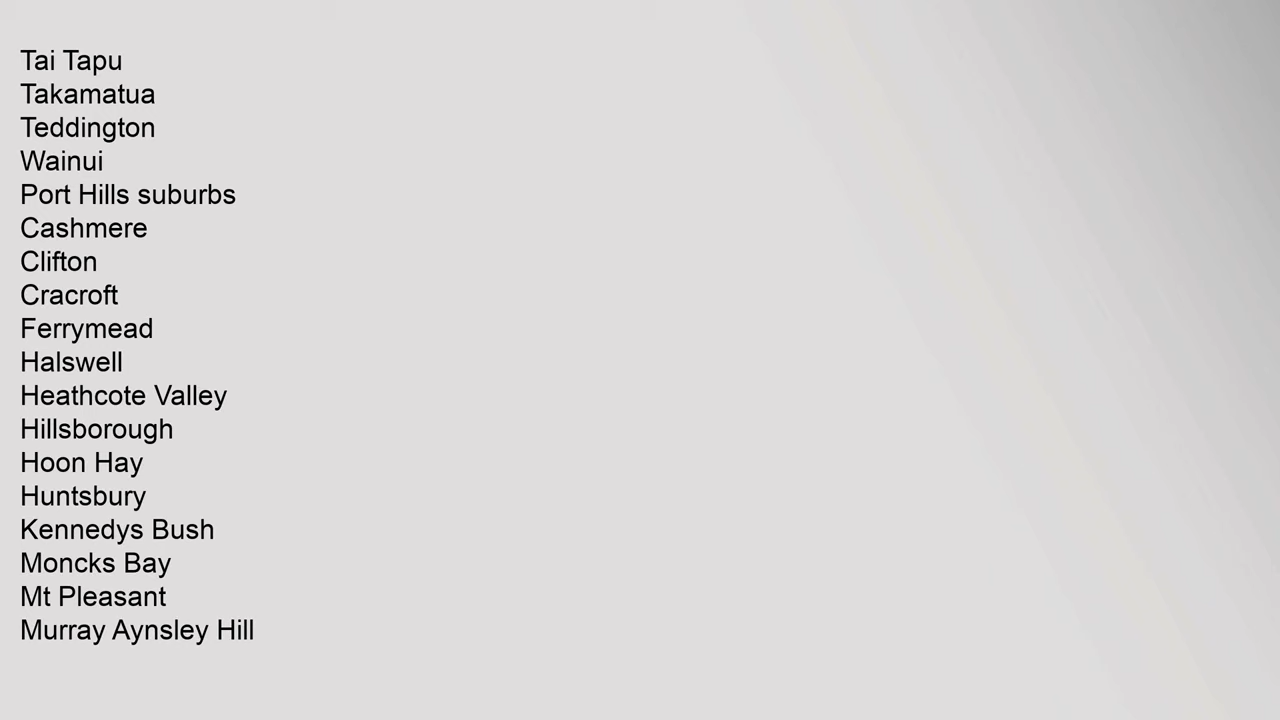 Tai Tapu
Takamatua
Teddington
Wainui
Port Hills suburbs
Cashmere
Clifton
Cracroft
Ferrymead
Halswell
Heathcote Valley
Hillsborough
Hoon Hay
Huntsbury
Kennedys Bush
Moncks Bay
Mt Pleasant
Murray Aynsley Hill